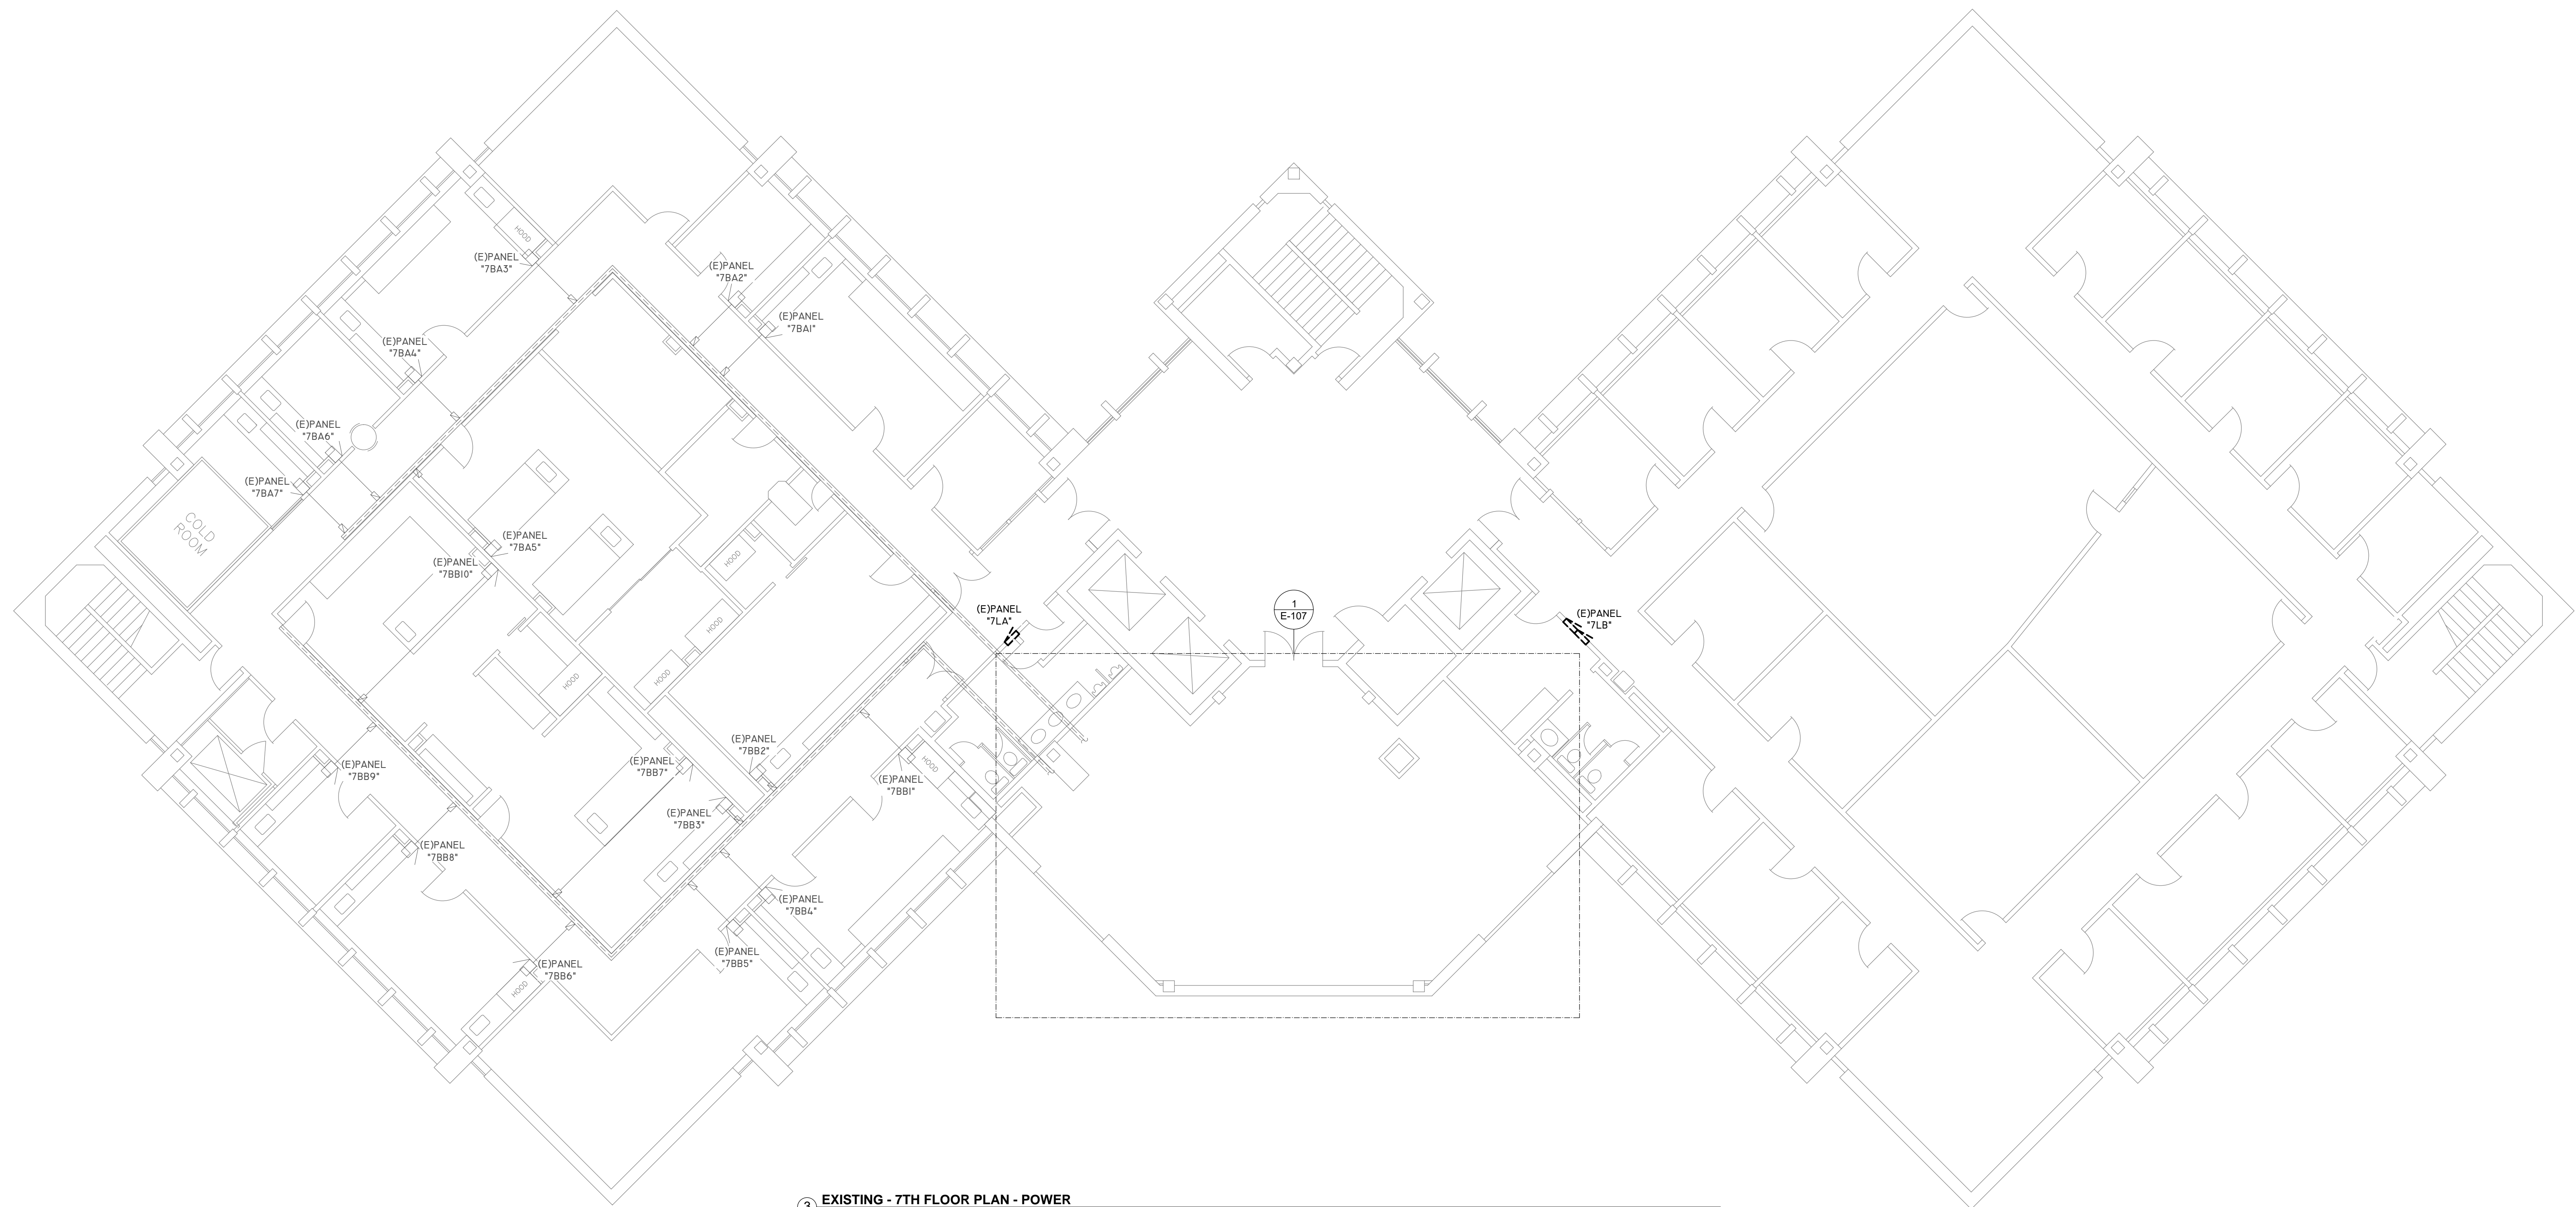 HOOD
(E)PANEL
"7BA3"
(E)PANEL
"7BA2"
(E)PANEL
"7BA1"
(E)PANEL
"7BA4"
(E)PANEL
"7BA6"
(E)PANEL
"7BA7"
COLD
ROOM
(E)PANEL
"7BA5"
(E)PANEL
"7BB10"
HOOD
HOOD
HOOD
HOOD
(E)PANEL
"7LA"
1
E-107
(E)PANEL
"7LB"
(E)PANEL
"7BB2"
(E)PANEL
"7BB7"
(E)PANEL
"7BB9"
HOOD
(E)PANEL
"7BB1"
(E)PANEL
"7BB3"
(E)PANEL
"7BB8"
(E)PANEL
"7BB4"
(E)PANEL
"7BB5"
(E)PANEL
"7BB6"
HOOD
3
EXISTING - 7TH FLOOR PLAN - POWER